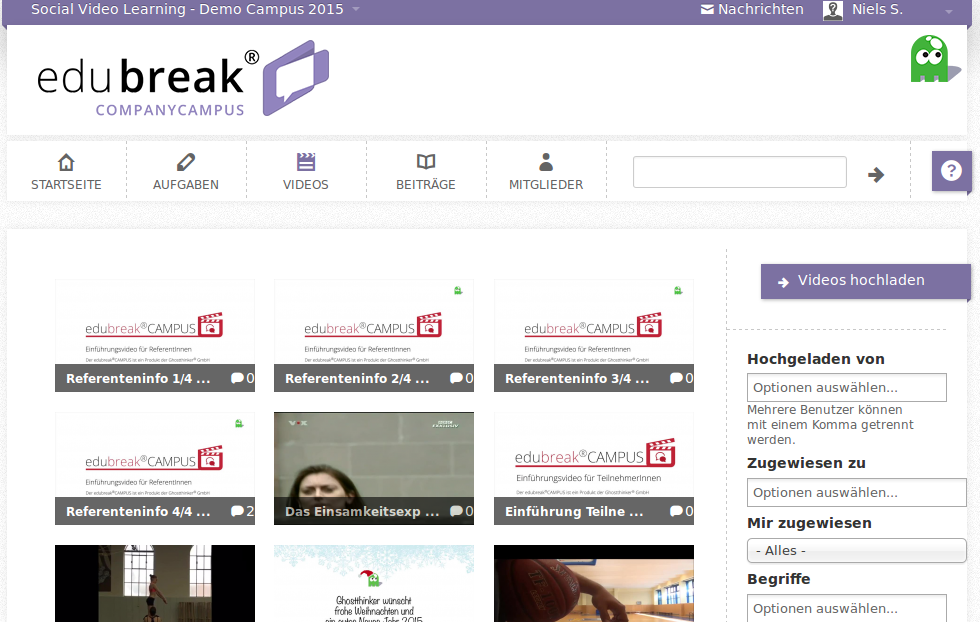 Social Video Learning - Demo Campus 2015
Nachrichten
Niels S.
edubreak®
COMPANYCAMPUS
STARTSEITE
AUFGABEN
VIDEOS
BEITRÄGE
MITGLIEDER
?
Videos hochladen
edubreak®CAMPUS
Einführungsvideo für ReferentInnen
Der edubreak®CAMPUS ist ein Produkt der Ghostthinker® GmbH
Referenteninfo 1/4 ...
0
edubreak®CAMPUS
Einführungsvideo für ReferentInnen
Der edubreak®CAMPUS ist ein Produkt der Ghostthinker® GmbH
Referenteninfo 2/4 ...
0
edubreak®CAMPUS
Einführungsvideo für ReferentInnen
Der edubreak®CAMPUS ist ein Produkt der Ghostthinker® GmbH
Referenteninfo 3/4 ...
0
edubreak®CAMPUS
Einführungsvideo für ReferentInnen
Der edubreak®CAMPUS ist ein Produkt der Ghostthinker® GmbH
Referenteninfo 4/4 ...
2
VOX
BBC
EXKLUSIV
Das Einsamkeitsexp ...
0
edubreak®CAMPUS
Einführungsvideo für TeilnehmerInnen
Der edubreak®CAMPUS ist ein Produkt der Ghostthinker® GmbH
Einführung Teilne ...
0
Ghostthinker wünscht
frohe Weihnachten und
ein gutes Neues Jahr 2015
Hochgeladen von
Optionen auswählen...
Mehrere Benutzer können
mit einem Komma getrennt
werden.
Zugewiesen zu
Optionen auswählen...
Mir zugewiesen
- Alles -
Begriffe
Optionen auswählen...